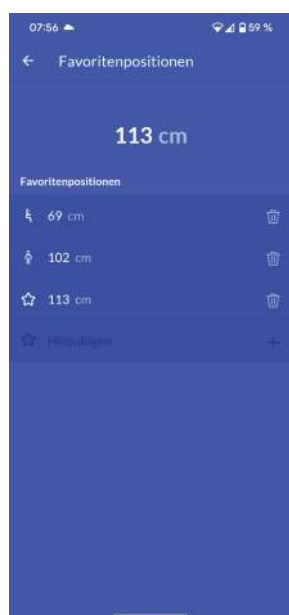 07:56 59 %
Favoritenpositionen
113 cm
Favoritenpositionen
69 cm
102 cm
113 cm
Hinzufügen